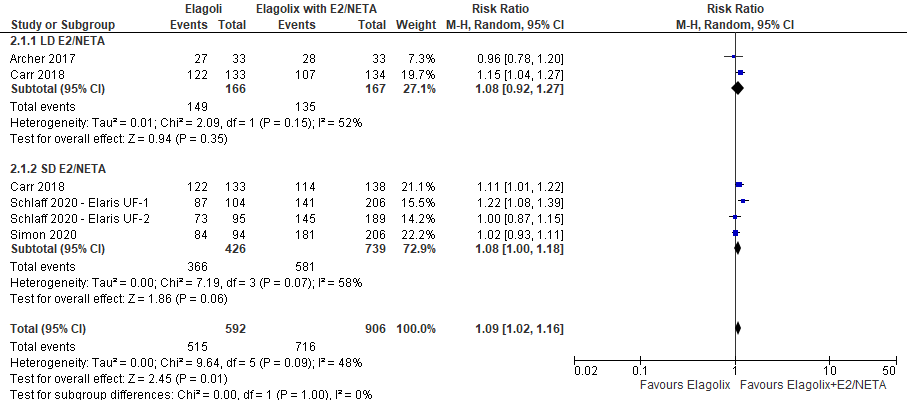 Elagoli Elagolix with E2/NETA Risk Ratio Risk Ratio
Study or Subgroup Events Total Events Total Weight M-H, Random, 95% CI M-H, Random, 95% CI
2.1.1 LD E2/NETA
Archer 2017 27 33 28 33 7.3% 0.96 [0.78, 1.20]
Carr 2018 122 133 107 134 19.7% 1.15 [1.04, 1.27]
Subtotal (95% CI) 166 167 27.1% 1.08 [0.92, 1.27]
Total events 149 135
Heterogeneity: Tau² = 0.01; Chi² = 2.09, df = 1 (P = 0.15); I² = 52%
Test for overall effect: Z = 0.94 (P = 0.35)
2.1.2 SD E2/NETA
Carr 2018 122 133 114 138 21.1% 1.11 [1.01, 1.22]
Schlaff 2020 - Elaris UF-1 87 104 141 206 15.5% 1.22 [1.08, 1.39]
Schlaff 2020 - Elaris UF-2 73 95 145 189 14.2% 1.00 [0.87, 1.15]
Simon 2020 84 94 181 206 22.2% 1.02 [0.93, 1.11]
Subtotal (95% CI) 426 739 72.9% 1.08 [1.00, 1.18]
Total events 366 581
Heterogeneity: Tau² = 0.00; Chi² = 7.19, df = 3 (P = 0.07); I² = 58%
Test for overall effect: Z = 1.86 (P = 0.06)
Total (95% CI) 592 906 100.0% 1.09 [1.02, 1.16]
Total events 515 716
Heterogeneity: Tau² = 0.00; Chi² = 9.64, df = 5 (P = 0.09); I² = 48%
Test for overall effect: Z = 2.45 (P = 0.01)
Test for subgroup differences: Chi² = 0.00, df = 1 (P = 1.00), I² = 0%
0.02 0.1 1 10 50
Favours Elagolix Favours Elagolix+E2/NETA